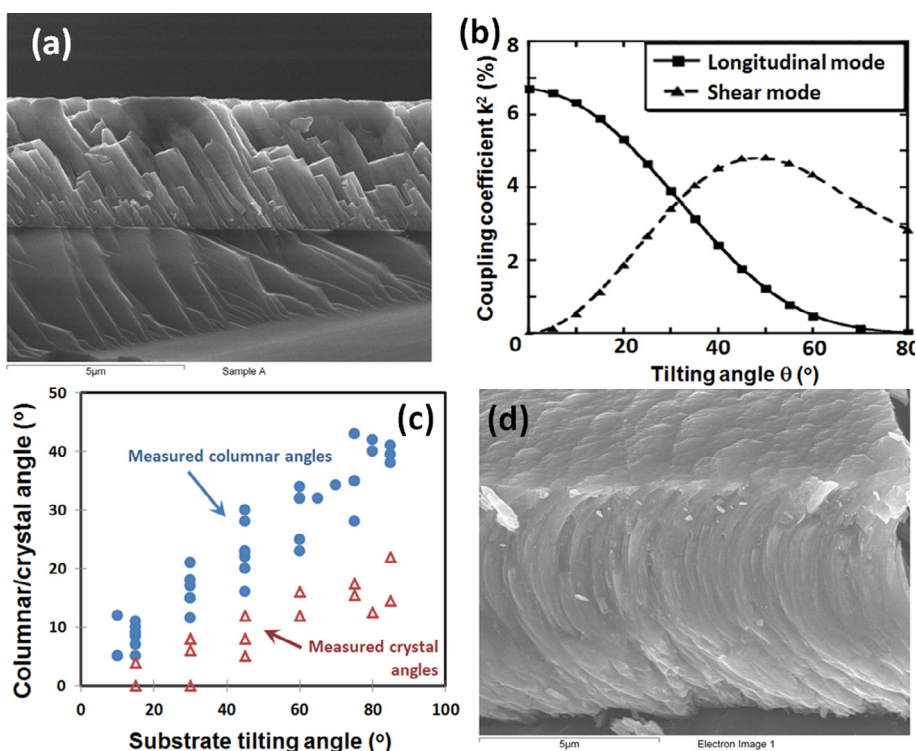 (a)
5μm
Sample A
(b)
Coupling coefficient K² (%)
8
6
4
2
0
Longitudinal mode
Shear mode
0 20 40 60 80
Tilting angle θ (°)
(c)
Columnar/crystal angle (°)
50
40
30
20
10
0
Measured columnar angles
Measured crystal
angles
0 20 40 60 80 100
Substrate tilting angle (°)
(d)
5μm
Electron Image 1